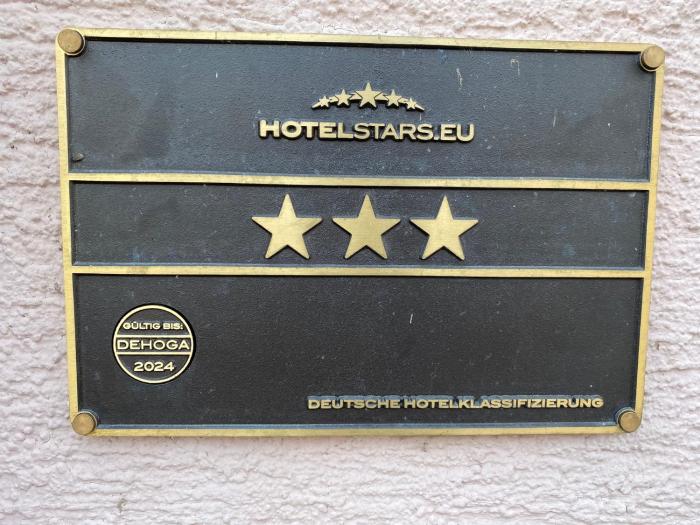 HOTELSTARS.EU
GÜLTIG BIS:
DEHOGA
2024
DEUTSCHE HOTELKLASSIFIZIERUNG